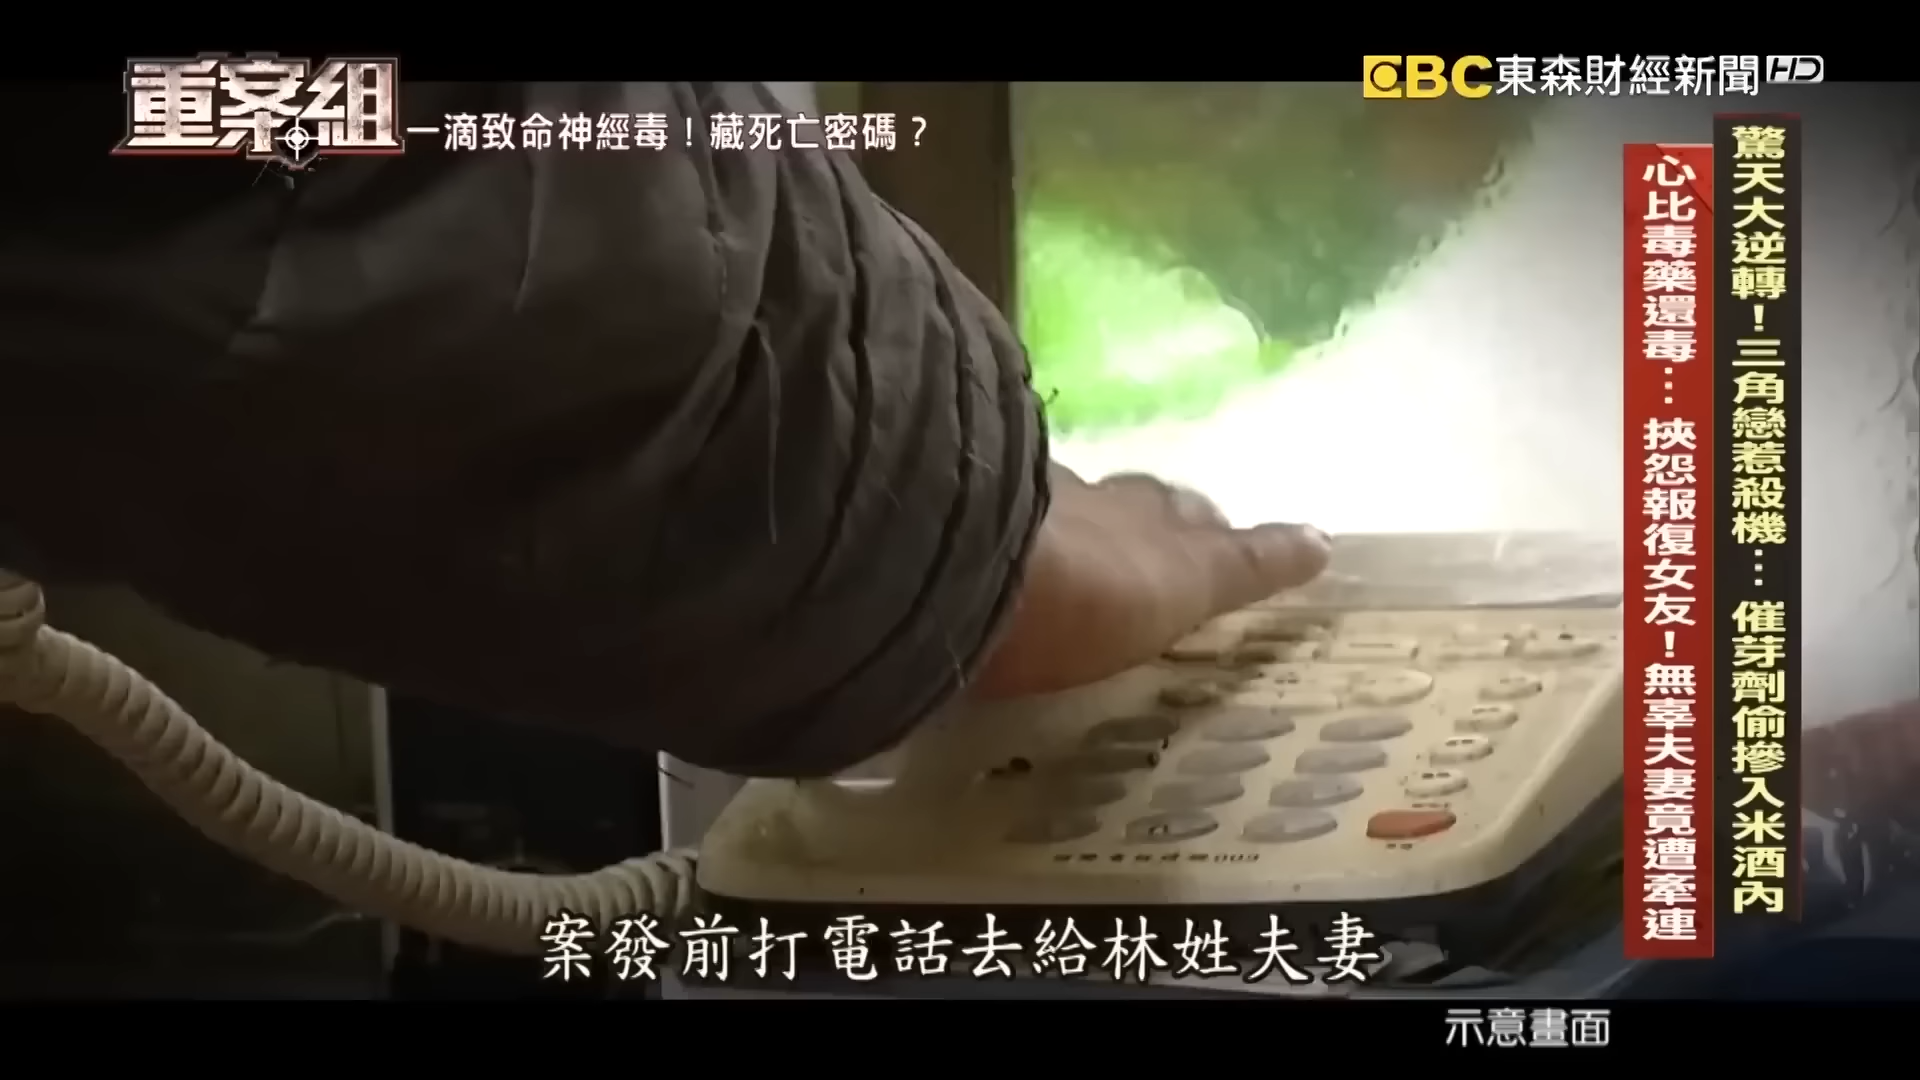 重案組
一滴致命神經毒！藏死亡密碼？
EBC東森財經新聞HD
驚天大逆轉！三角戀惹殺機… 催芽劑偷摻入米酒內
心比毒藥還毒… 挾怨報復女友！無辜夫妻竟遭牽連
案發前打電話去給林姓夫妻
示意畫面